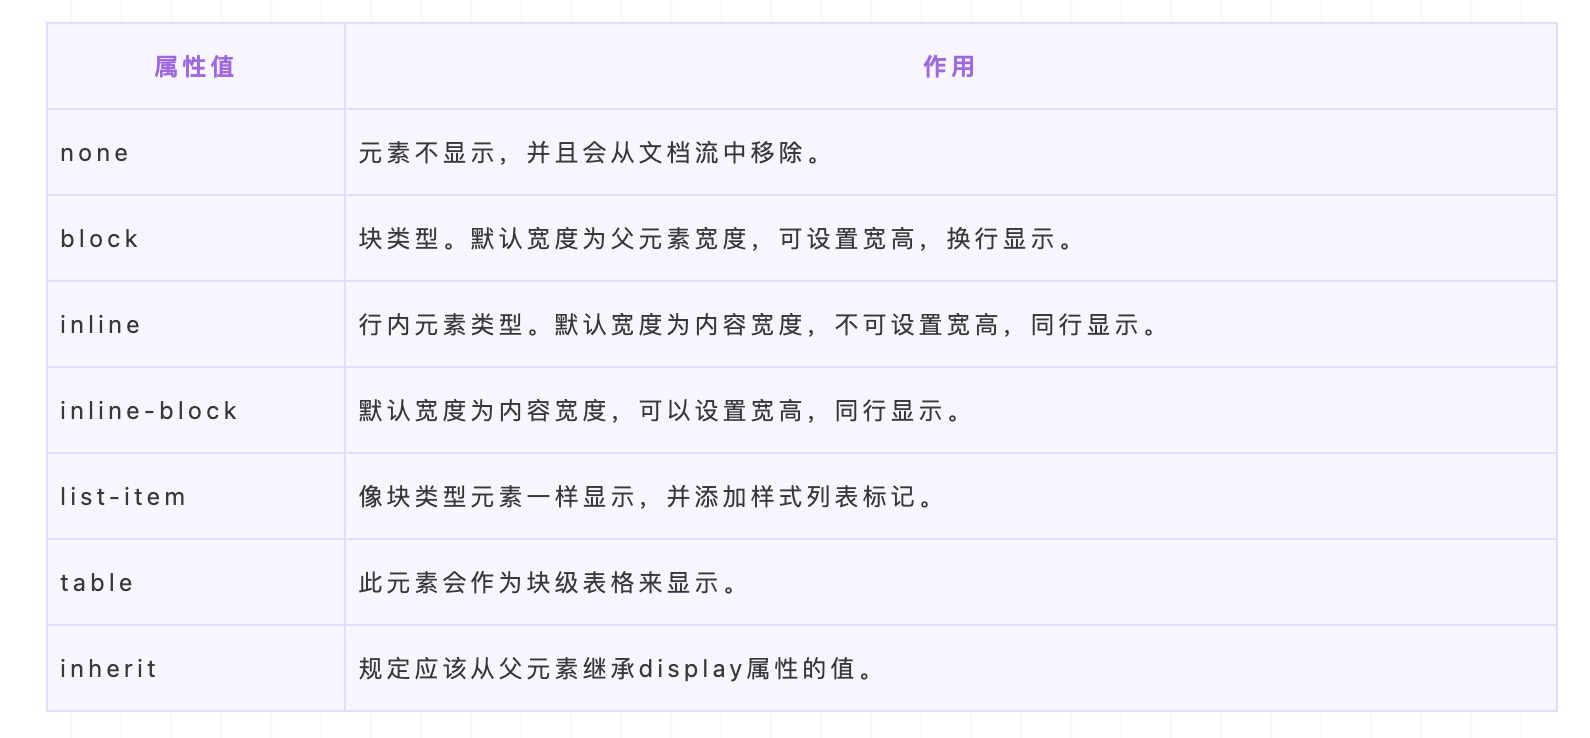 属性值 作用
none 元素不显示，并且会从文档流中移除。
block 块类型。默认宽度为父元素宽度，可设置宽高，换行显示。
inline 行内元素类型。默认宽度为内容宽度，不可设置宽高，同行显示。
inline-block 默认宽度为内容宽度，可以设置宽高，同行显示。
list-item 像块类型元素一样显示，并添加样式列表标记。
table 此元素会作为块级表格来显示。
inherit 规定应该从父元素继承display属性的值。